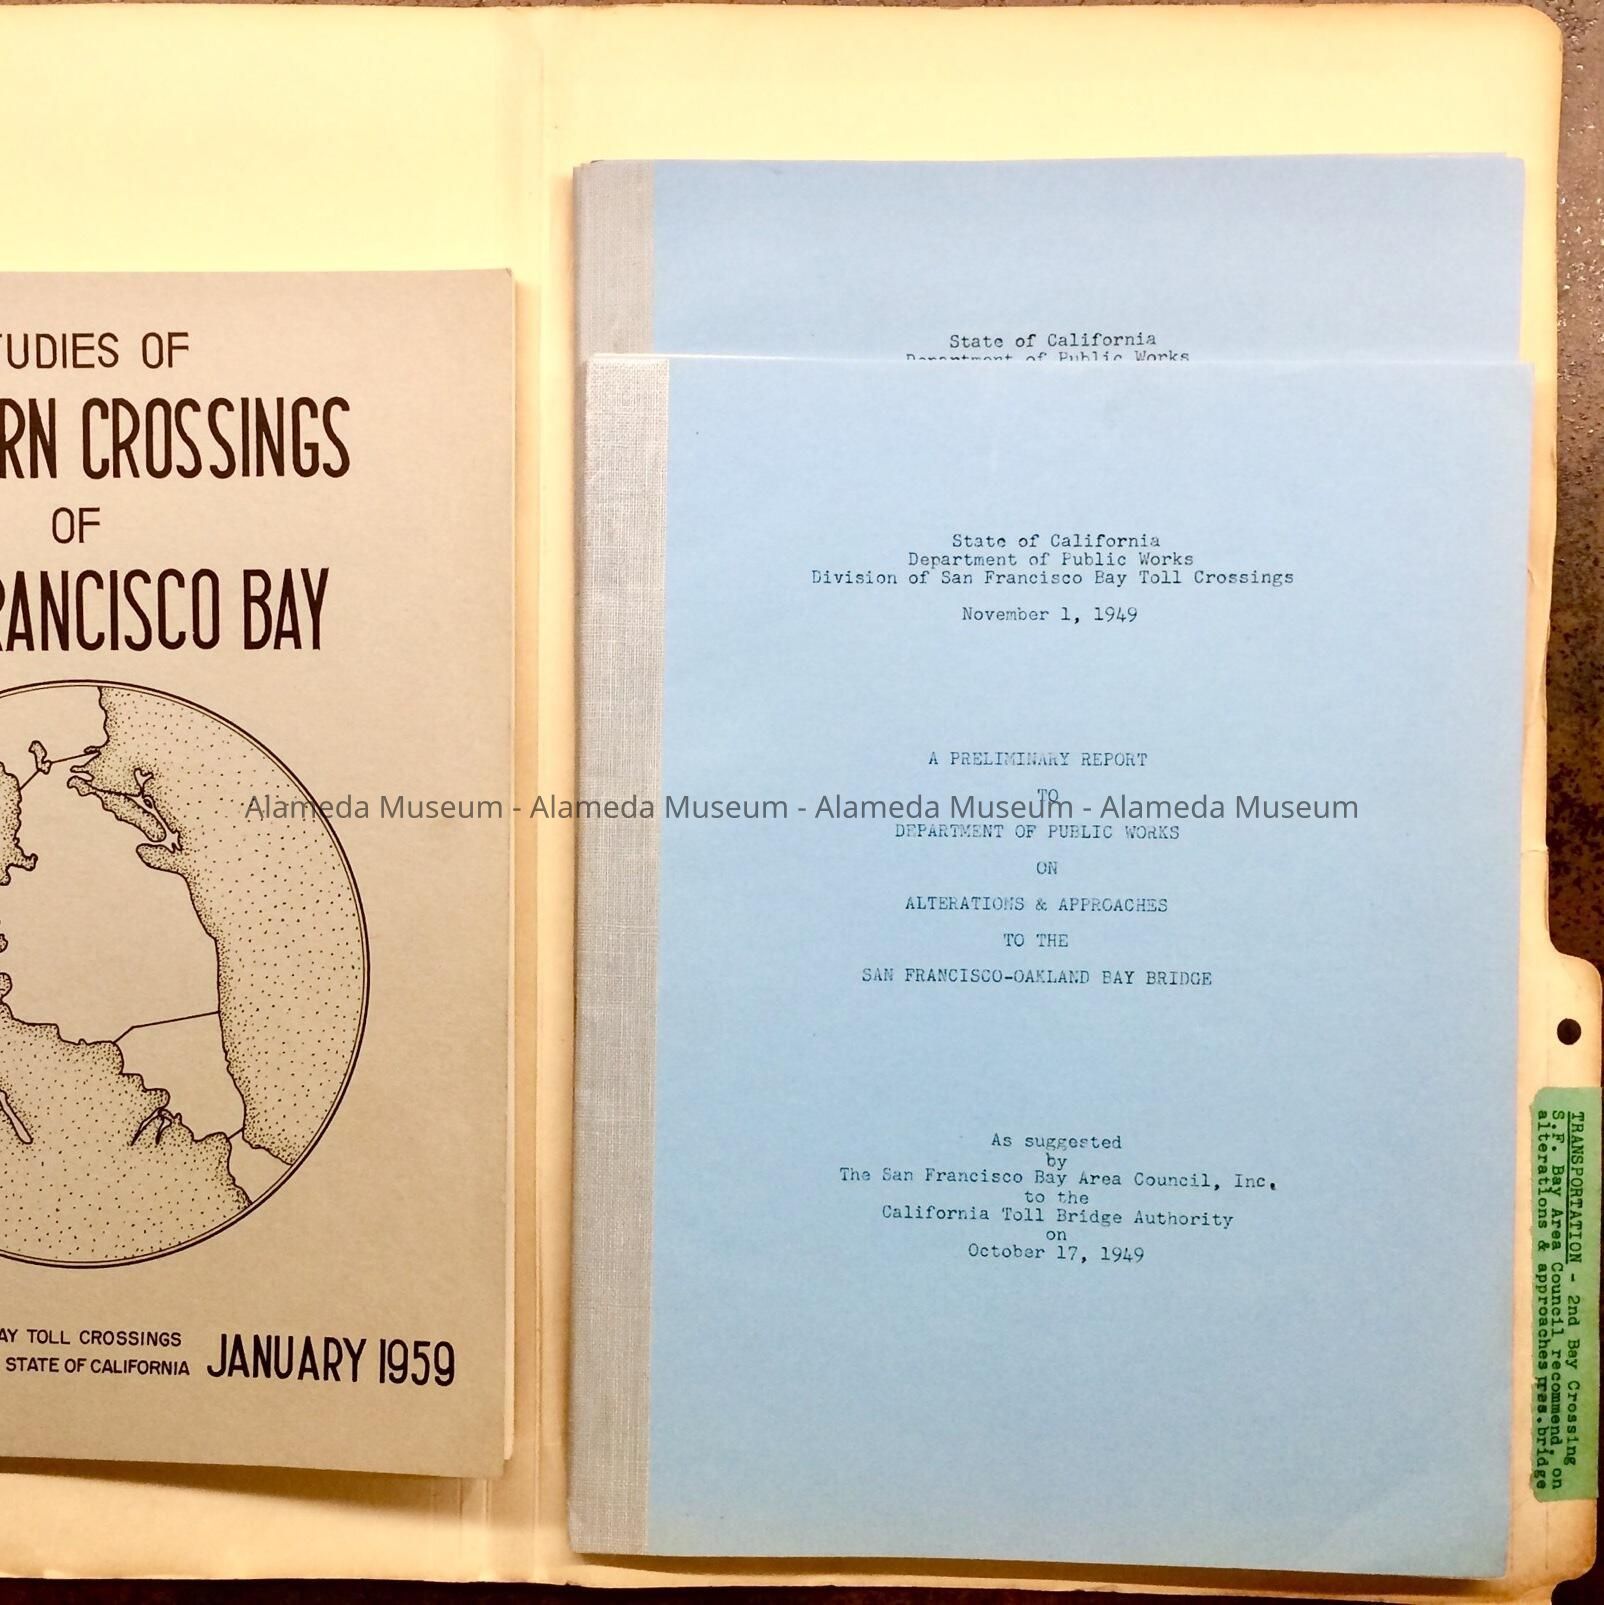 TUDIES OF
RN CROSSINGS
OF
RANCISCO BAY
AY TOLL CROSSINGS
STATE OF CALIFORNIA
JANUARY 1959
State of California
Department of Public Works
State of California
Department of Public Works
Division of San Francisco Bay Toll Crossings
November 1, 1949
A PRELIMINARY REPORT
TO
DEPARTMENT OF PUBLIC WORKS
ON
ALTERATIONS & APPROACHES
TO THE
SAN FRANCISCO-OAKLAND BAY BRIDGE
As suggested
by
The San Francisco Bay Area Council, Inc.
to the
California Toll Bridge Authority
on
October 17, 1949
TRANSPORTATION - 2nd Bay Crossing
S.F. Bay Area Council recommend. on
alterations & approaches pres.bridge
Alameda Museum - Alameda Museum - Alameda Museum - Alameda Museum